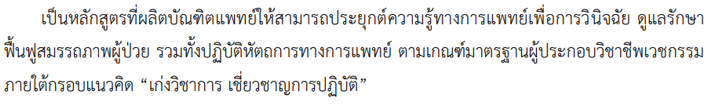 เป็นหลักสูตรที่ผลิตบัณฑิตแพทย์ให้สามารถประยุกต์ความรู้ทางการแพทย์เพื่อการวินิจฉัย ดูแลรักษา
ฟื้นฟูสมรรถภาพผู้ป่วย รวมทั้งปฏิบัติหัตถการทางการแพทย์ ตามเกณฑ์มาตรฐานผู้ประกอบวิชาชีพเวชกรรม
ภายใต้กรอบแนวคิด “เก่งวิชาการ เชี่ยวชาญการปฏิบัติ”